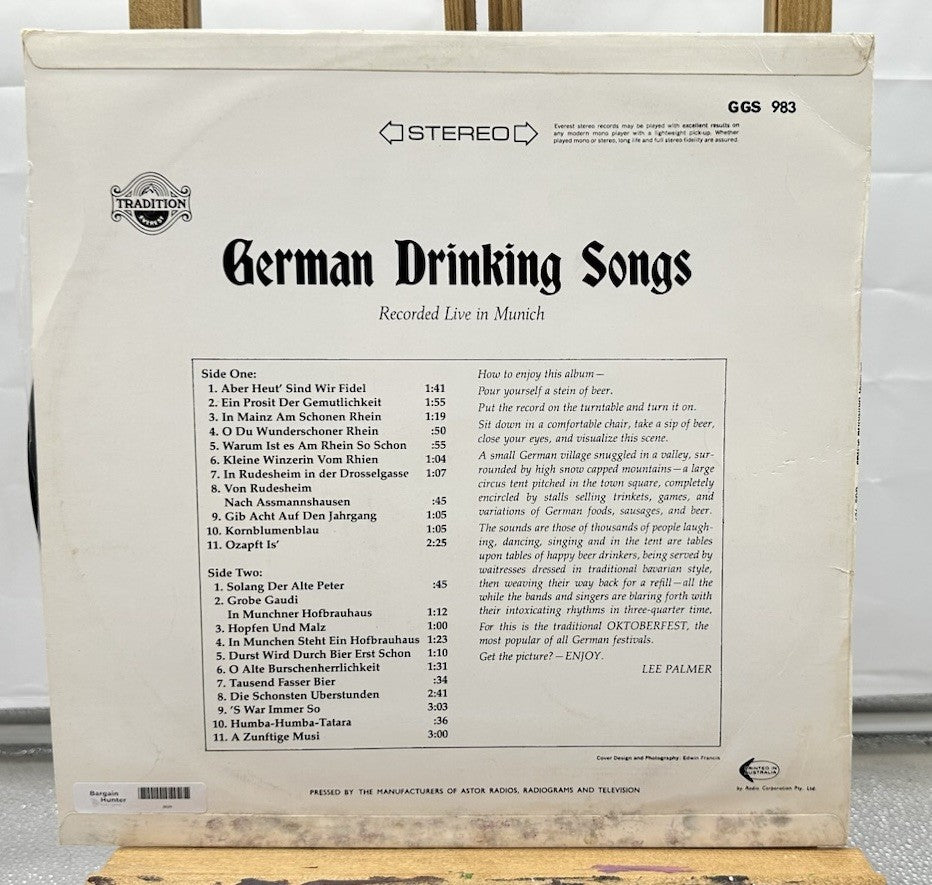 GGS 983
STEREO
Everest stereo records may be played with excellent results on
any modern mono player with a lightweight pick-up. Whether
played mono or stereo, long life and full stereo fidelity are assured.
TRADITION
EVEREST
German Drinking Songs
Recorded Live in Munich
Side One:
1. Aber Heut' Sind Wir Fidel 1:41
2. Ein Prosit Der Gemutlichkeit 1:55
3. In Mainz Am Schonen Rhein 1:19
4. O Du Wunderschoner Rhein :50
5. Warum Ist es Am Rhein So Schon :55
6. Kleine Winzerin Vom Rhien 1:04
7. In Rudesheim in der Drosselgasse 1:07
8. Von Rudesheim
Nach Assmannshausen :45
9. Gib Acht Auf Den Jahrgang 1:05
10. Kornblumenblau 1:05
11. Ozapft Is' 2:25
Side Two:
1. Solang Der Alte Peter :45
2. Grobe Gaudi
In Munchner Hofbrauhaus 1:12
3. Hopfen Und Malz 1:00
4. In Munchen Steht Ein Hofbrauhaus 1:23
5. Durst Wird Durch Bier Erst Schon 1:10
6. O Alte Burschenherrlichkeit 1:31
7. Tausend Fasser Bier :34
8. Die Schonsten Uberstunden 2:41
9. 'S War Immer So 3:03
10. Humba-Humba-Tatara :36
11. A Zunftige Musi 3:00
How to enjoy this album—
Pour yourself a stein of beer.
Put the record on the turntable and turn it on.
Sit down in a comfortable chair, take a sip of beer,
close your eyes, and visualize this scene.
A small German village snuggled in a valley, sur-
rounded by high snow capped mountains—a large
circus tent pitched in the town square, completely
encircled by stalls selling trinkets, games, and
variations of German foods, sausages, and beer.
The sounds are those of thousands of people laugh-
ing, dancing, singing and in the tent are tables
upon tables of happy beer drinkers, being served by
waitresses dressed in traditional bavarian style,
then weaving their way back for a refill—all the
while the bands and singers are blaring forth with
their intoxicating rhythms in three-quarter time.
For this is the traditional OKTOBERFEST, the
most popular of all German festivals.
Get the picture?—ENJOY.
LEE PALMER
Cover Design and Photography: Edwin Francis
PRINTED IN
AUSTRALIA
by Radio Corporation Pty. Ltd.
Bargain
Hunter
PRESSED BY THE MANUFACTURERS OF ASTOR RADIOS, RADIOGRAMS AND TELEVISION